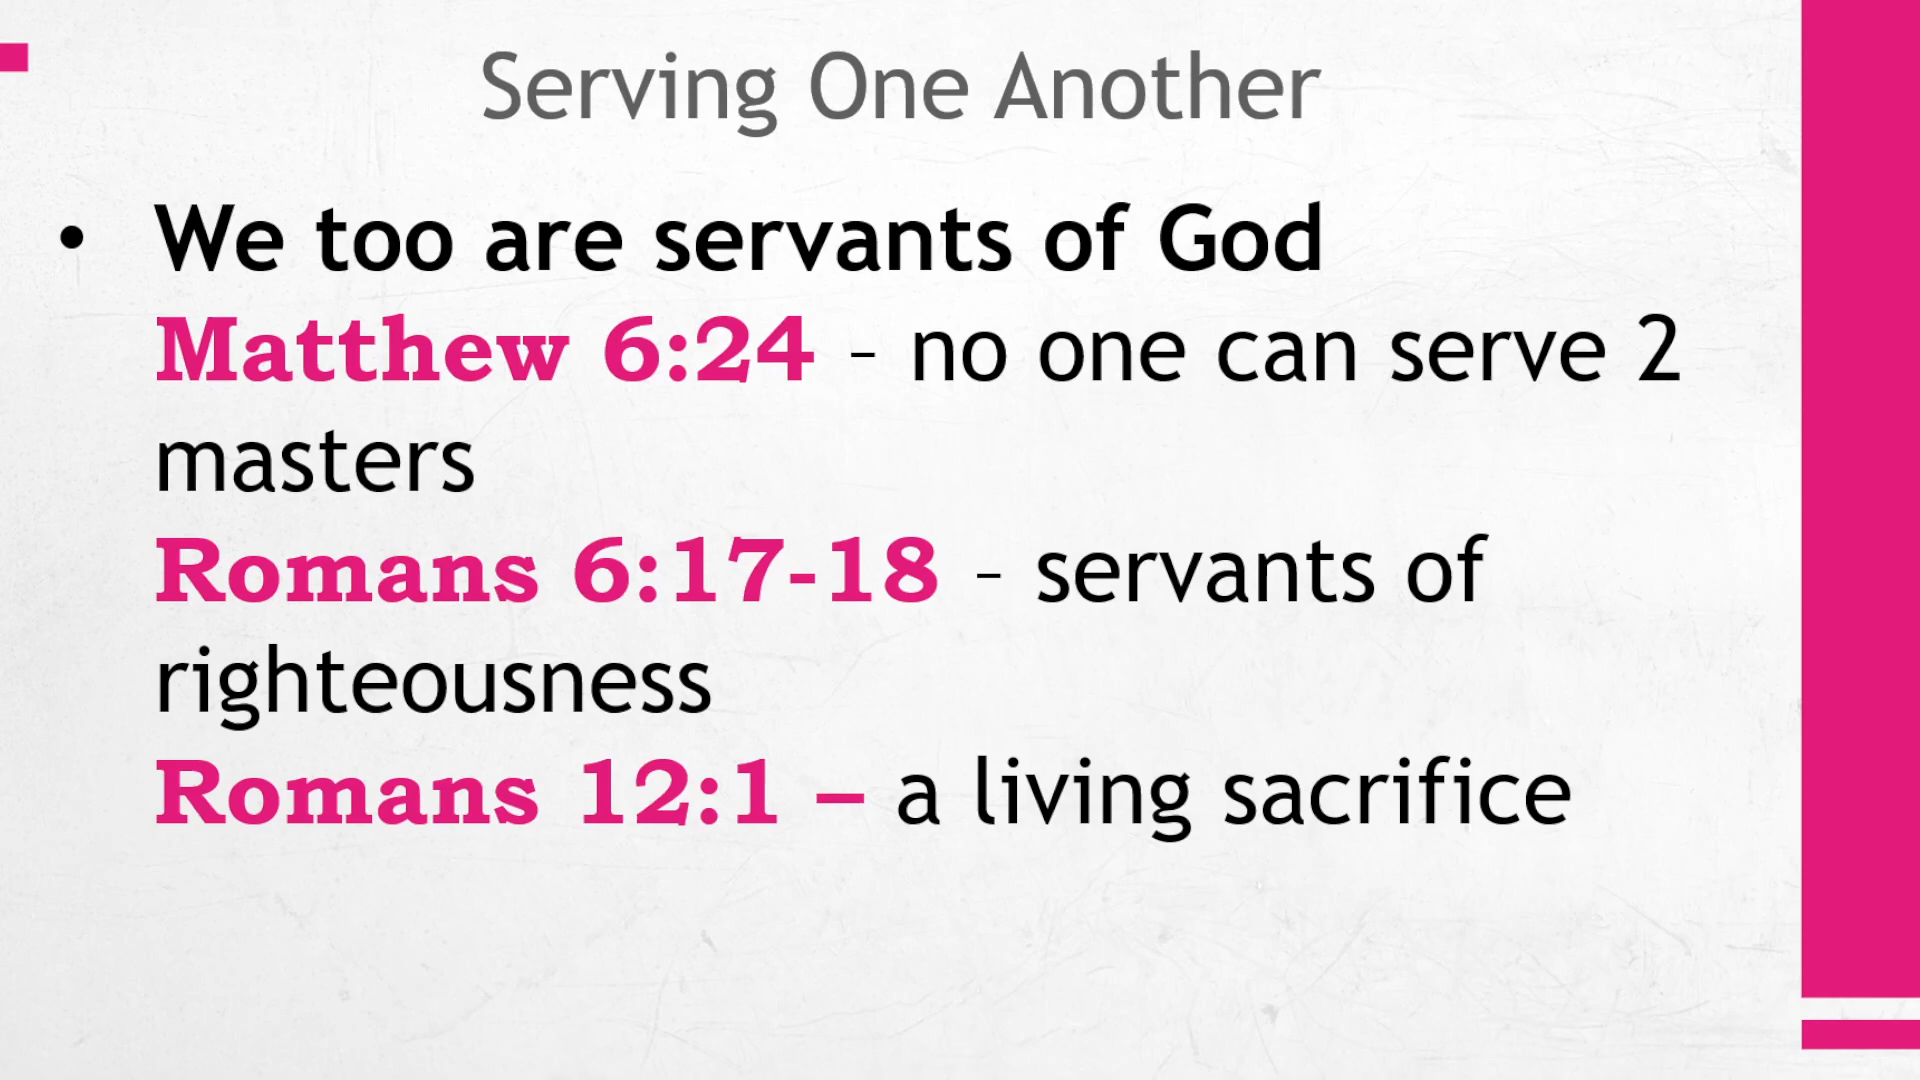 Serving One Another
• We too are servants of God
Matthew 6:24 – no one can serve 2
masters
Romans 6:17-18 – servants of
righteousness
Romans 12:1 – a living sacrifice